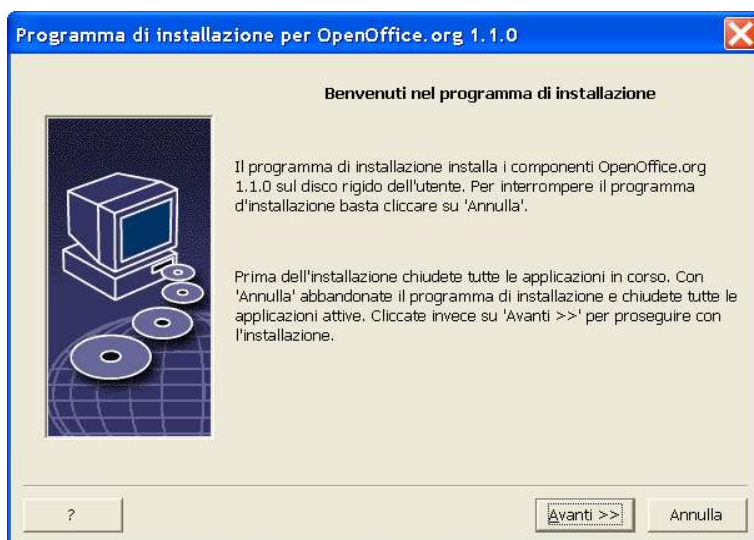 Programma di installazione per OpenOffice.org 1.1.0
Benvenuti nel programma di installazione
Il programma di installazione installa i componenti OpenOffice.org
1.1.0 sul disco rigido dell'utente. Per interrompere il programma
d'installazione basta cliccare su 'Annulla'.
Prima dell'installazione chiudete tutte le applicazioni in corso. Con
'Annulla' abbandonate il programma di installazione e chiudete tutte le
applicazioni attive. Cliccate invece su 'Avanti >>' per proseguire con
l'installazione.
? Avanti >> Annulla